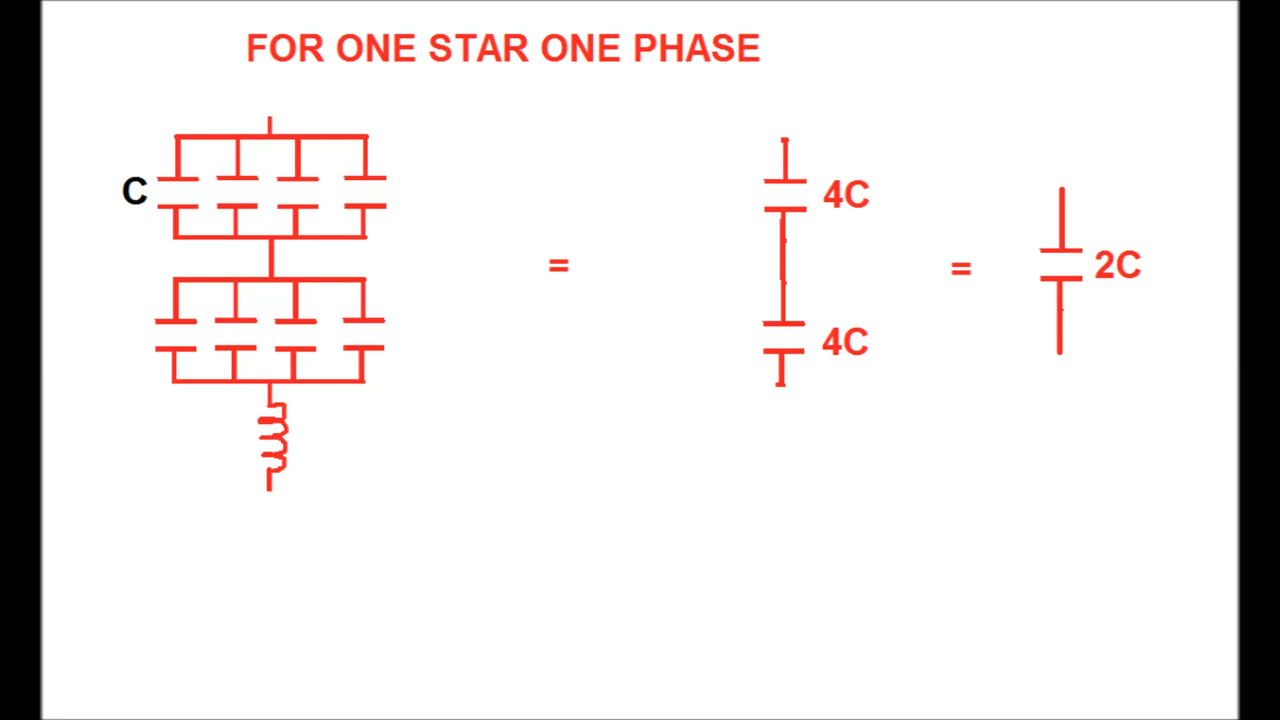 FOR ONE STAR ONE PHASE
C
4C
=
=
2C
4C